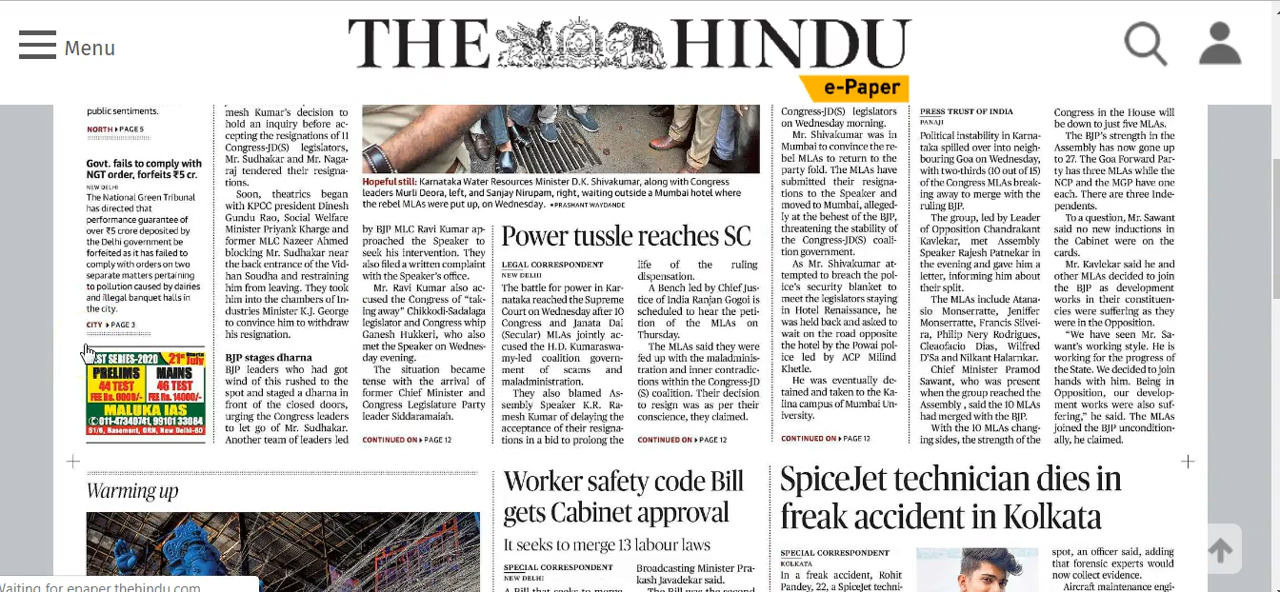 Menu
THE HINDU
e-Paper
public sentiments.
NORTH ▸ PAGE 5
Govt. fails to comply with
NGT order, forfeits ₹5 cr.
NEW DELHI
The National Green Tribunal
has directed that
performance guarantee of
over ₹5 crore deposited by
the Delhi government be
forfeited as it has failed to
comply with orders on two
separate matters pertaining
to pollution caused by dairies
and illegal banquet halls in
the city.
CITY ▸ PAGE 3
EST SERIES-2020 21st Starts July
PRELIMS
44 TEST
MAINS
46 TEST
FEE Rs. 14000/-
MALUKA IAS
011-47340741, 9910133084
mesh Kumar's decision to
hold an inquiry before ac-
cepting the resignations of 11
Congress-JD(S) legislators,
Mr. Sudhakar and Mr. Naga-
raj tendered their resigna-
tions.
Soon, theatrics began
with KPCC president Dinesh
Gundu Rao, Social Welfare
Minister Priyank Kharge and
former MLC Nazeer Ahmed
blocking Mr. Sudhakar near
the back entrance of the Vid-
han Soudha and restraining
him from leaving. They took
him into the chambers of In-
dustries Minister K.J. George
to convince him to withdraw
his resignation.
BJP stages dharna
BJP leaders who had got
wind of this rushed to the
spot and staged a dharna in
front of the closed doors,
urging the Congress leaders
to let go of Mr. Sudhakar.
Another team of leaders led
Hopeful still: Karnataka Water Resources Minister D.K. Shivakumar, along with Congress
leaders Murli Deora, left, and Sanjay Nirupam, right, waiting outside a Mumbai hotel where
the rebel MLAs were put up, on Wednesday. • PRASHANT WAYDANDE
by BJP MLC Ravi Kumar ap-
proached the Speaker to
seek his intervention. They
also filed a written complaint
with the Speaker's office.
Mr. Ravi Kumar also ac-
cused the Congress of "tak-
ing away" Chikkodi-Sadalaga
legislator and Congress whip
Ganesh Hukkeri, who also
met the Speaker on Wednes-
day evening.
The situation became
tense with the arrival of
former Chief Minister and
Congress Legislature Party
leader Siddaramaiah.
CONTINUED ON ▸ PAGE 12
Power tussle reaches SC
LEGAL CORRESPONDENT
NEW DELHI
The battle for power in Kar-
nataka reached the Supreme
Court on Wednesday after 10
Congress and Janata Dal
(Secular) MLAs jointly ac-
cused the H.D. Kumaraswa-
my-led coalition govern-
ment of scams and
maladministration.
They also blamed As-
sembly Speaker K.R. Ra-
mesh Kumar of delaying the
acceptance of their resigna-
tions in a bid to prolong the
life of the ruling
dispensation.
A Bench led by Chief Jus-
tice of India Ranjan Gogoi is
scheduled to hear the peti-
tion of the MLAs on
Thursday.
The MLAs said they were
fed up with the maladminis-
tration and inner contradic-
tions within the Congress-JD
(S) coalition. Their decision
to resign was as per their
conscience, they claimed.
CONTINUED ON ▸ PAGE 12
Congress-JD(S) legislators
on Wednesday morning.
Mr. Shivakumar was in
Mumbai to convince the re-
bel MLAs to return to the
party fold. The MLAs have
submitted their resigna-
tions to the Speaker and
moved to Mumbai, alleged-
ly at the behest of the BJP,
threatening the stability of
the Congress-JD(S) coali-
tion government.
As Mr. Shivakumar at-
tempted to breach the pol-
ice's security blanket to
meet the legislators staying
in Hotel Renaissance, he
was held back and asked to
wait on the road opposite
the hotel by the Powai po-
lice led by ACP Milind
Khetle.
He was eventually de-
tained and taken to the Ka-
lina campus of Mumbai Un-
iversity.
CONTINUED ON ▸ PAGE 12
PRESS TRUST OF INDIA
PANAJI
Political instability in Karna-
taka spilled over into neigh-
bouring Goa on Wednesday,
with two-thirds (10 out of 15)
of the Congress MLAs break-
ing away to merge with the
ruling BJP.
The group, led by Leader
of Opposition Chandrakant
Kavlekar, met Assembly
Speaker Rajesh Patnekar in
the evening and gave him a
letter, informing him about
their split.
The MLAs include Atana-
sio Monserratte, Jeniffer
Monserratte, Francis Silvei-
ra, Philip Nery Rodrigues,
Cleaofacio Dias, Wilfred
D'Sa and Nilkant Halarnkar.
Chief Minister Pramod
Sawant, who was present
when the group reached the
Assembly , said the 10 MLAs
had merged with the BJP.
With the 10 MLAs chang-
ing sides, the strength of the
Congress in the House will
be down to just five MLAs.
The BJP's strength in the
Assembly has now gone up
to 27. The Goa Forward Par-
ty has three MLAs while the
NCP and the MGP have one
each. There are three Inde-
pendents.
To a question, Mr. Sawant
said no new inductions in
the Cabinet were on the
cards.
Mr. Kavlekar said he and
other MLAs decided to join
the BJP as development
works in their constituen-
cies were suffering as they
were in the Opposition.
"We have seen Mr. Sa-
want's working style. He is
working for the progress of
the State. We decided to join
hands with him. Being in
Opposition, our develop-
ment works were also suf-
fering," he said. The MLAs
joined the BJP uncondition-
ally, he claimed.
Warming up
Worker safety code Bill
gets Cabinet approval
It seeks to merge 13 labour laws
SPECIAL CORRESPONDENT
NEW DELHI
A Bill that seeks to merge
Broadcasting Minister Pra-
kash Javadekar said.
The Bill was the second
SpiceJet technician dies in
freak accident in Kolkata
SPECIAL CORRESPONDENT
KOLKATA
In a freak accident, Rohit
Pandey, 22, a SpiceJet techni-
spot, an officer said, adding
that forensic experts would
now collect evidence.
Aircraft maintenance engi-
Waiting for epaper.thehindu.com